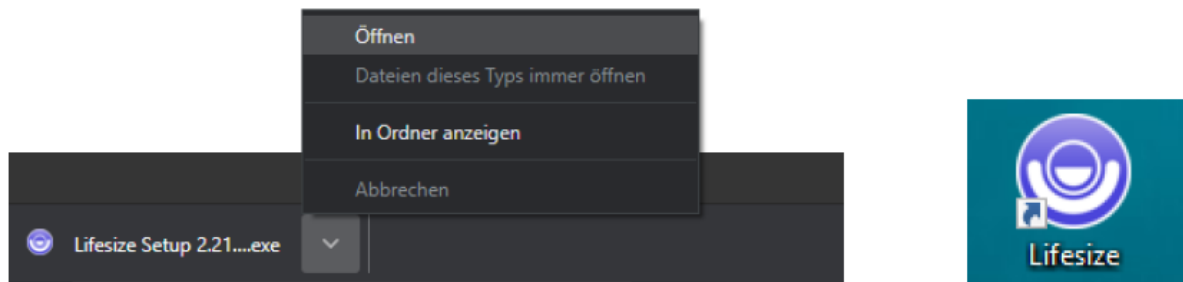 Öffnen
Dateien dieses Typs immer öffnen
In Ordner anzeigen
Abbrechen
Lifesize Setup 2.21....exe
Lifesize